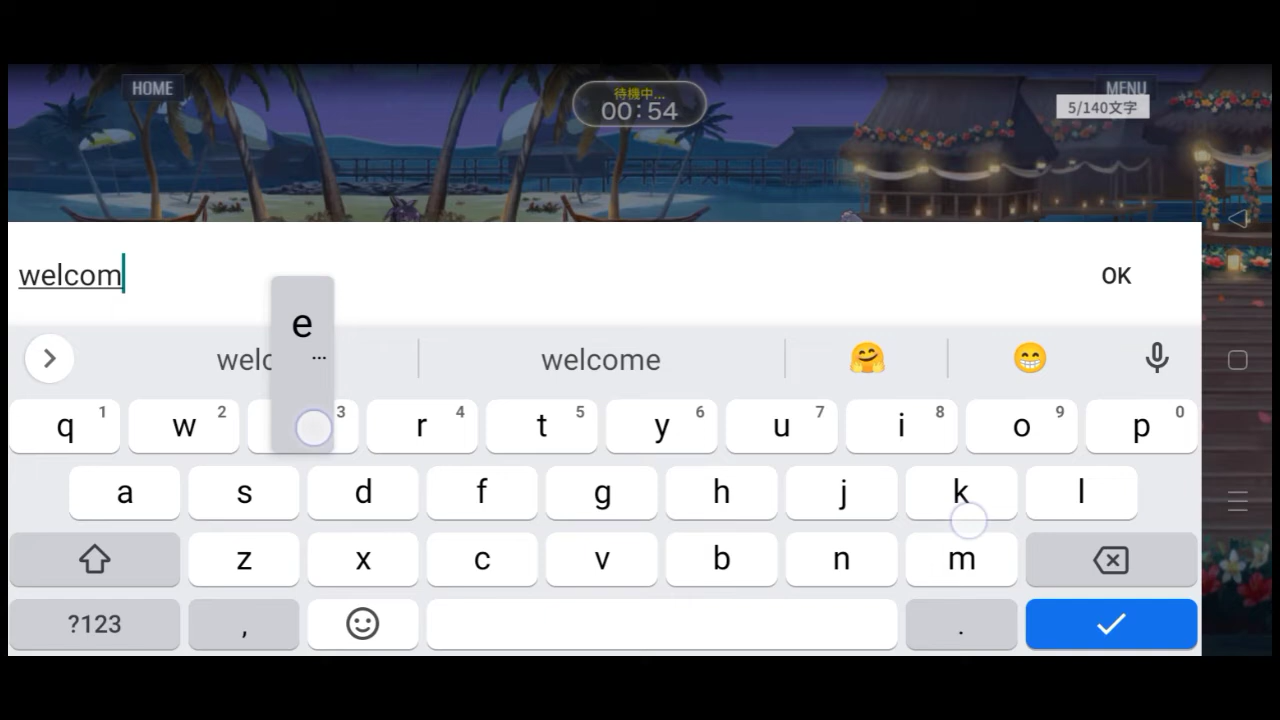 HOME
待機中...
00:54
MENU
5/140文字
welcom
OK
e
...
welc
welcome
q 1 w 2 3 r 4 t 5 y 6 u 7 i 8 o 9 p 0
a s d f g h j k l
z x c v b n m
?123 , .